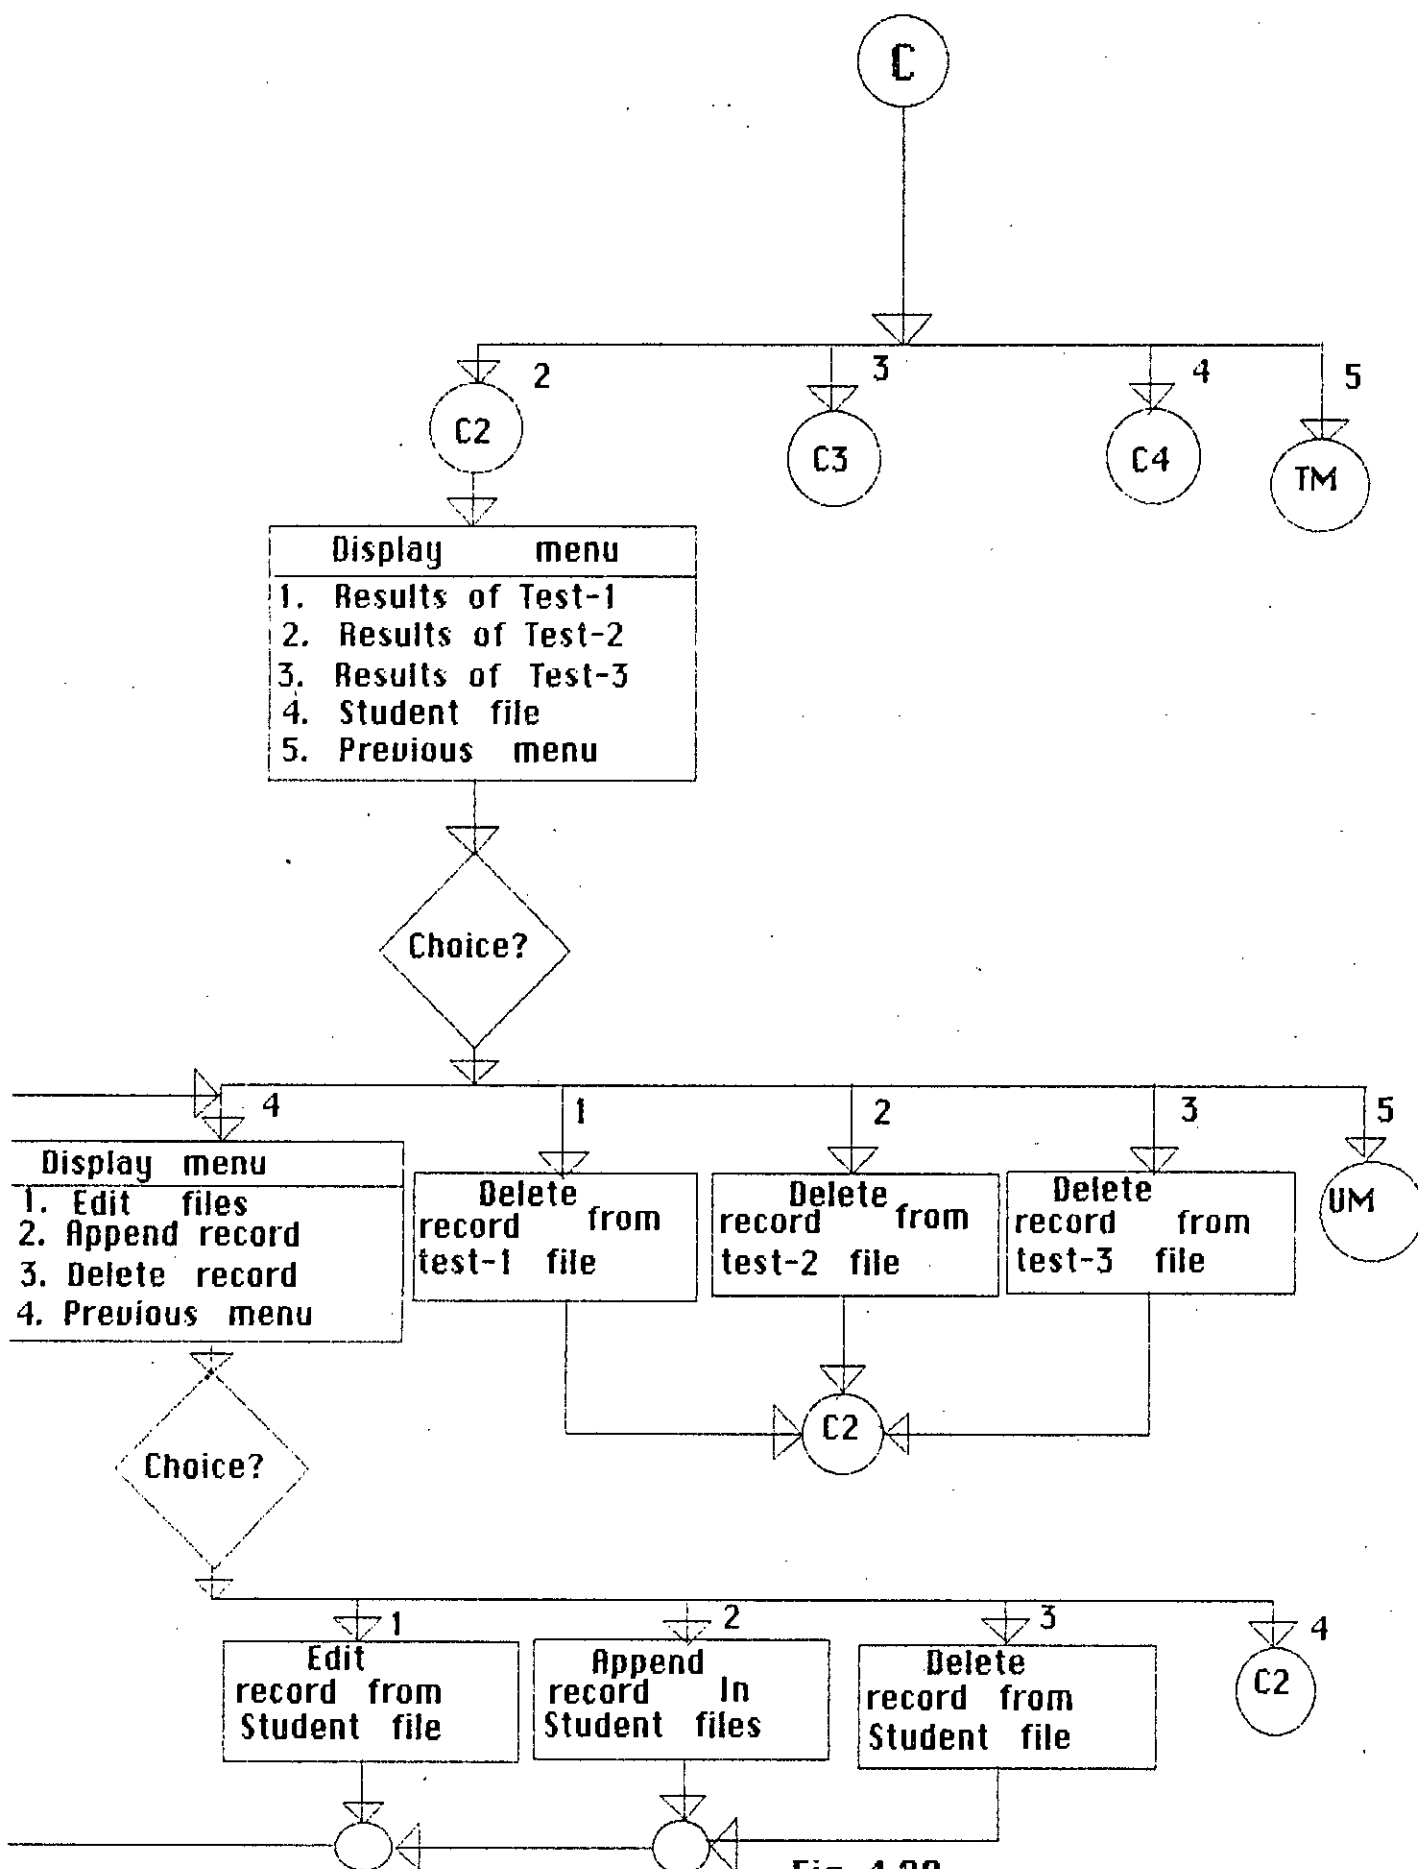 C
2
3
4
5
C2
C3
C4
TM
Display menu
1. Results of Test-1
2. Results of Test-2
3. Results of Test-3
4. Student file
5. Previous menu
Choice?
4
1
2
3
5
Display menu
1. Edit files
2. Append record
3. Delete record
4. Previous menu
Delete
record from
test-1 file
Delete
record from
test-2 file
Delete
record from
test-3 file
UM
C2
Choice?
1
2
3
4
Edit
record from
Student file
Append
record In
Student files
Delete
record from
Student file
C2